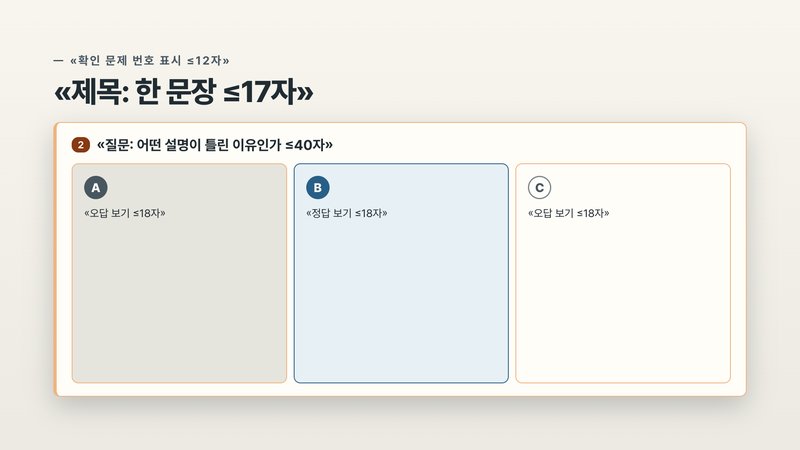 — «확인 문제 번호 표시 ≤12자»
«제목: 한 문장 ≤17자»
2 «질문: 어떤 설명이 틀린 이유인가 ≤40자»
A
«오답 보기 ≤18자»
B
«정답 보기 ≤18자»
C
«오답 보기 ≤18자»